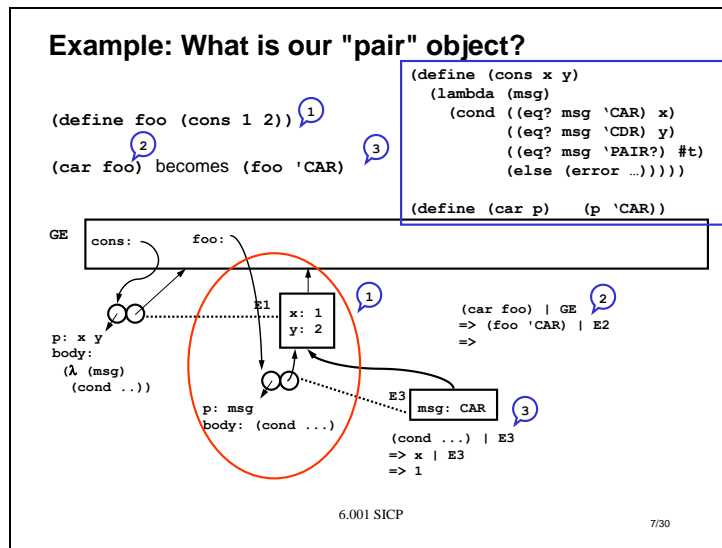 Example: What is our "pair" object?
(define (cons x y)
(lambda (msg)
(cond ((eq? msg ‘CAR) x)
((eq? msg ‘CDR) y)
((eq? msg ‘PAIR?) #t)
(else (error …)))))
(define (car p) (p ‘CAR))
(define foo (cons 1 2))
1
2
(car foo) becomes (foo 'CAR)
3
GE
cons:
foo:
E1
x: 1
y: 2
1
(car foo) | GE
2
=> (foo 'CAR) | E2
=>
p: x y
body:
(λ (msg)
(cond ..))
p: msg
body: (cond ...)
E3
msg: CAR
3
(cond ...) | E3
=> x | E3
=> 1
6.001 SICP
7/30